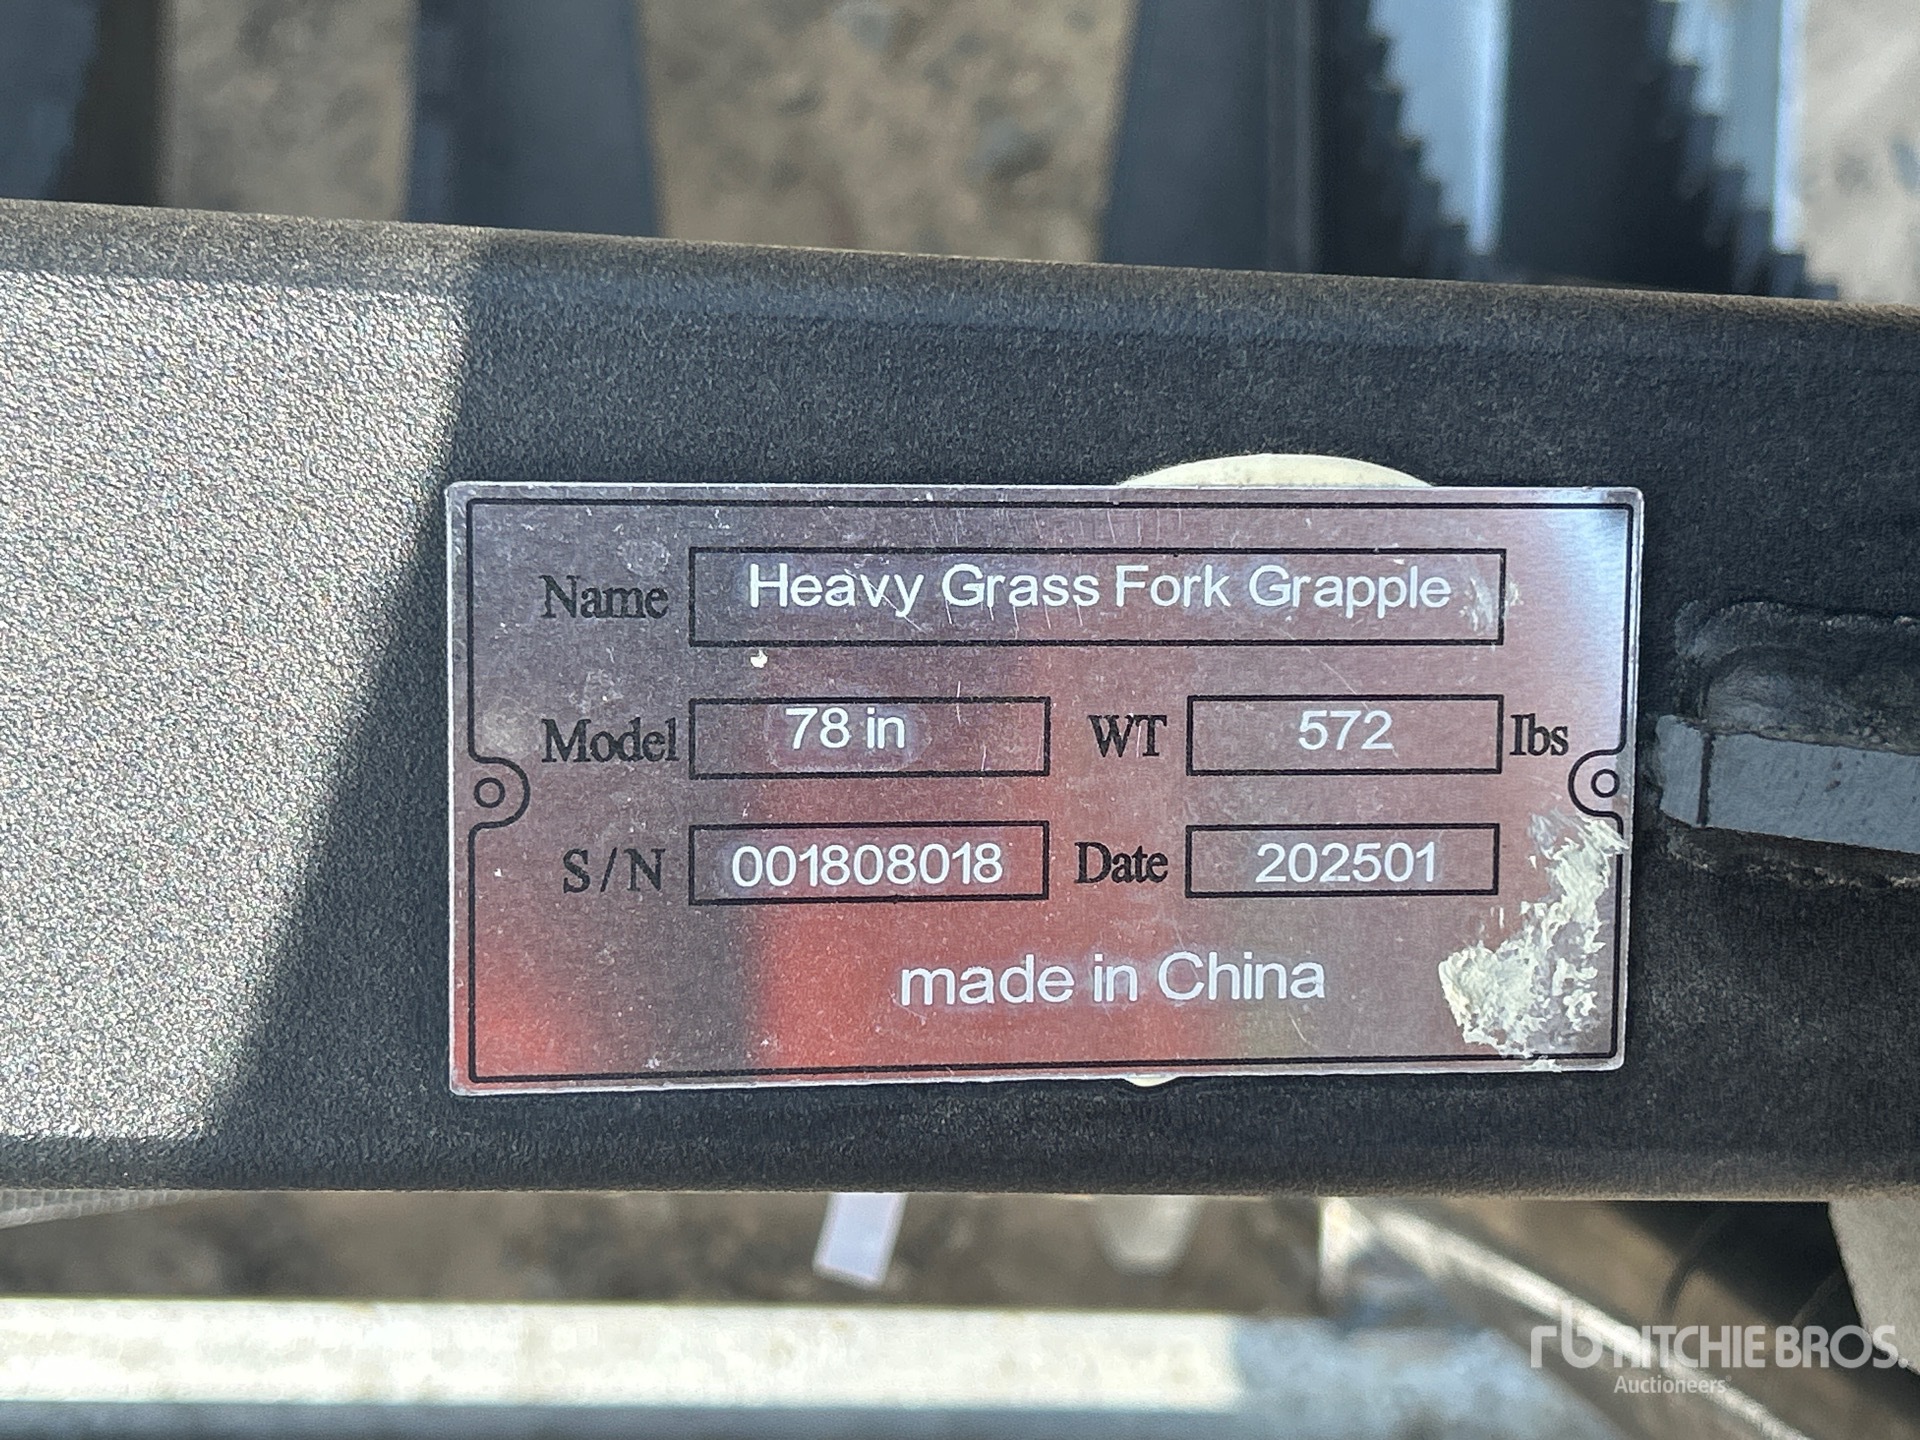 Name Heavy Grass Fork Grapple
Model 78 in WT 572 lbs
S/N 001808018 Date 202501
made in China
rb RITCHIE BROS.
Auctioneers